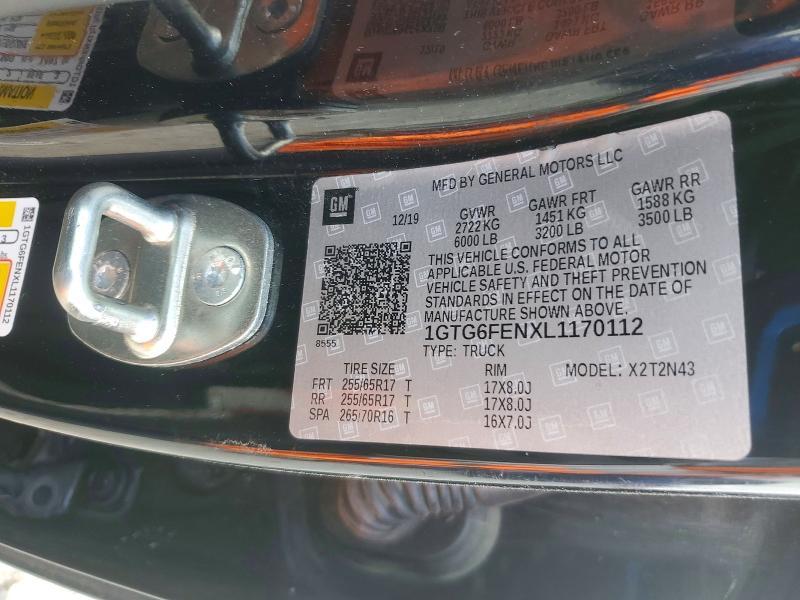 MFD BY GENERAL MOTORS LLC
GM
12/19 GVWR GAWR FRT GAWR RR
2722 KG 1451 KG 1588 KG
6000 LB 3200 LB 3500 LB
THIS VEHICLE CONFORMS TO ALL
APPLICABLE U.S. FEDERAL MOTOR
VEHICLE SAFETY AND THEFT PREVENTION
STANDARDS IN EFFECT ON THE DATE OF
MANUFACTURE SHOWN ABOVE.
8555
1GTG6FENXL1170112
TYPE: TRUCK
TIRE SIZE RIM MODEL: X2T2N43
FRT 255/65R17 T 17X8.0J
RR 255/65R17 T 17X8.0J
SPA 265/70R16 T 16X7.0J
1GTG6FENXL1170112